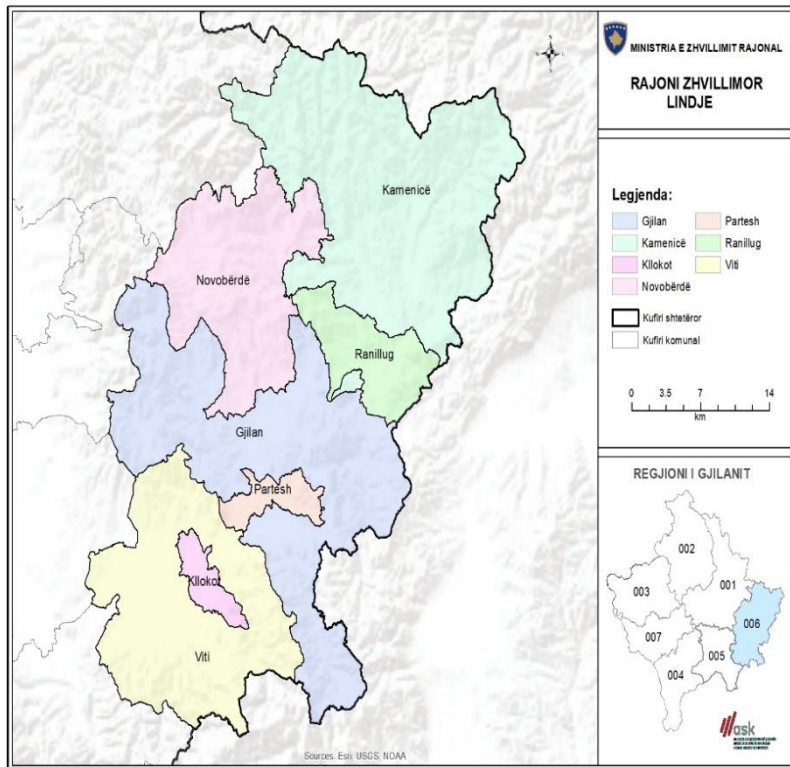 MINISTRIA E ZHVILLIMIT RAJONAL
RAJONI ZHVILLIMOR
LINDJE
Legjenda:
Gjilan
Partesh
Kamenicë
Ranillug
Kllokot
Viti
Novobërdë
Kufiri shtetëror
Kufiri komunal
0 3.5 7 14
km
REGJIONI I GJILANIT
002
003
001
006
007
005
004
ask
Kamenicë
Novobërdë
Ranillug
Gjilan
Partesh
Kllokot
Viti
Sources: Esri, USGS, NOAA